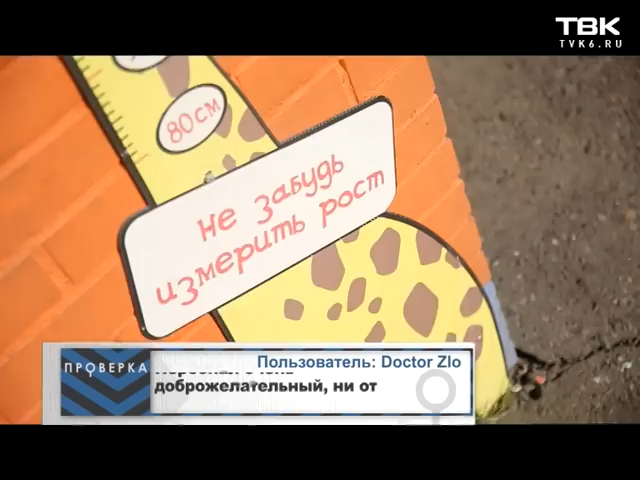 ТВК
TVK6.RU
80см
не забудь
измерить рост
ПРОВЕРКА
Пользователь: Doctor Zlo
доброжелательный, ни от